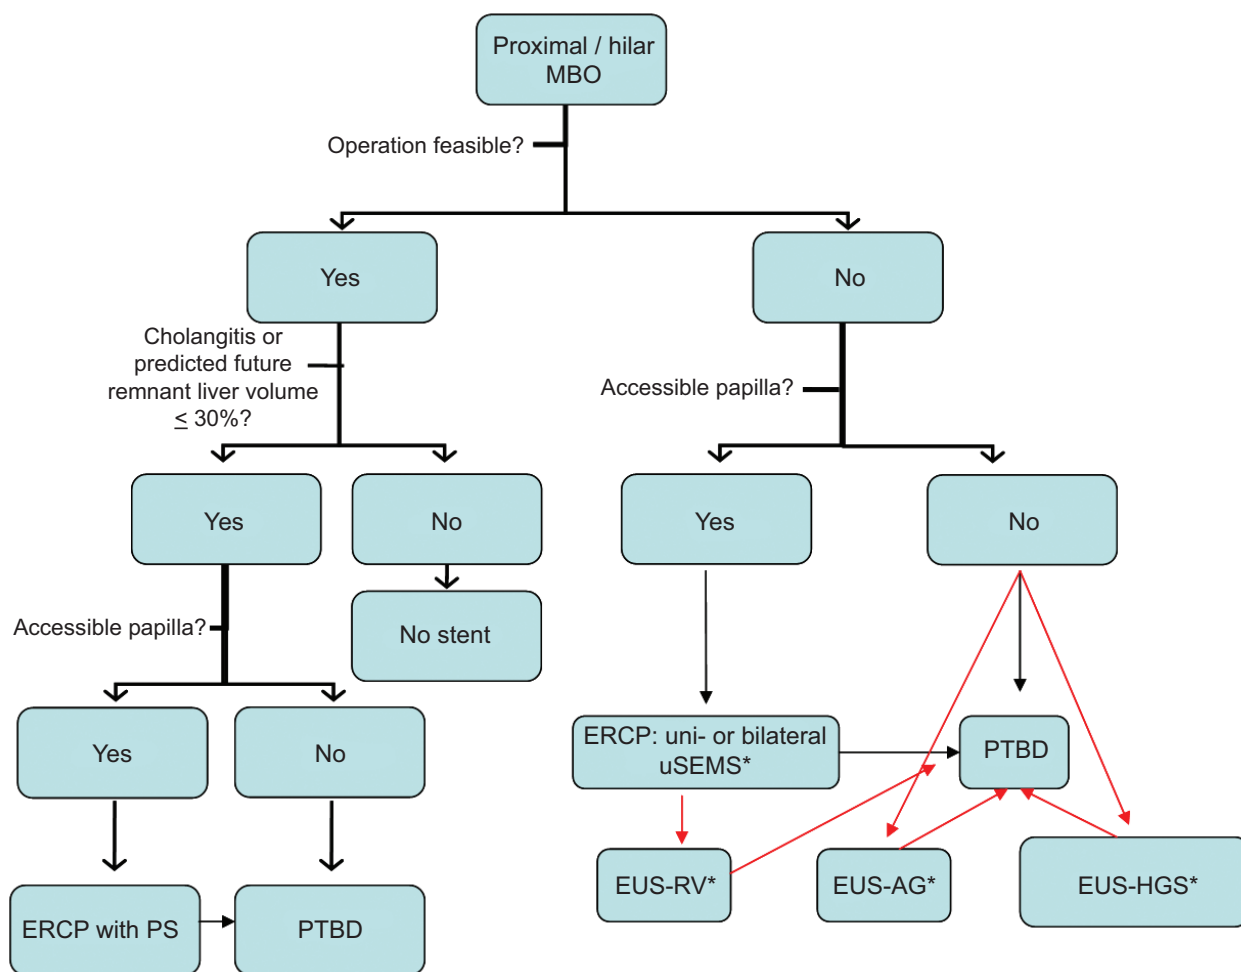 Proximal / hilar
MBO
Operation feasible?
Yes
No
Cholangitis or
predicted future
remnant liver volume
≤ 30%?
Accessible papilla?
Yes
No
Yes
No
Accessible papilla?
No stent
Yes
No
ERCP: uni- or bilateral
uSEMS*
PTBD
ERCP with PS
PTBD
EUS-RV*
EUS-AG*
EUS-HGS*